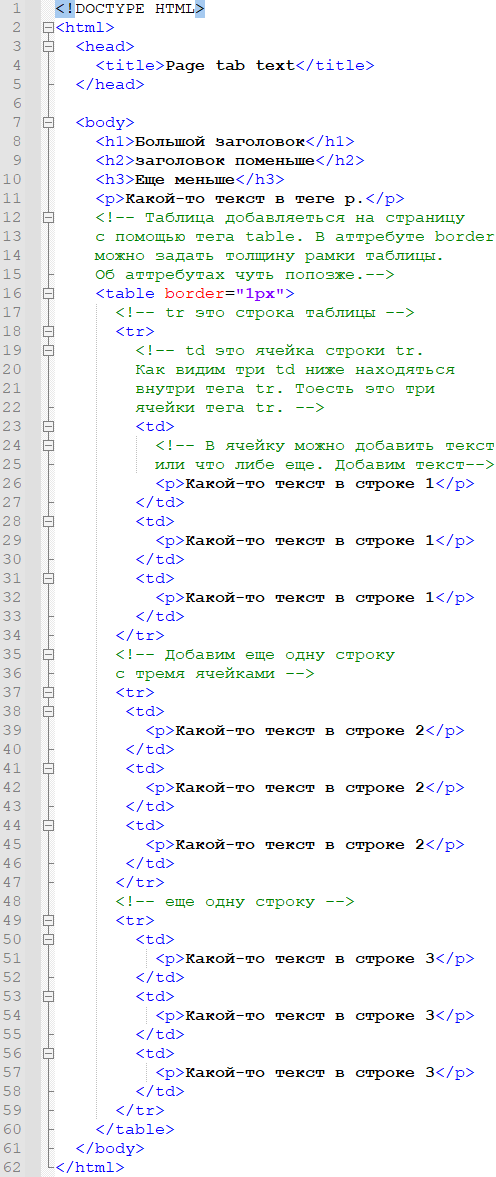 1 <!DOCTYPE HTML>
2 <html>
3 <head>
4 <title>Page tab text</title>
5 </head>
6
7 <body>
8 <h1>Большой заголовок</h1>
9 <h2>заголовок поменьше</h2>
10 <h3>Еще меньше</h3>
11 <p>Какой-то текст в теге p.</p>
12 <!-- Таблица добавляеться на страницу
13 с помощью тега table. В аттребуте border
14 можно задать толщину рамки таблицы.
15 Об аттребутах чуть попозже.-->
16 <table border="1px">
17 <!-- tr это строка таблицы -->
18 <tr>
19 <!-- td это ячейка строки tr.
20 Как видим три td ниже находяться
21 внутри тега tr. Тоесть это три
22 ячейки тега tr. -->
23 <td>
24 <!-- В ячейку можно добавить текст
25 или что либе еще. Добавим текст-->
26 <p>Какой-то текст в строке 1</p>
27 </td>
28 <td>
29 <p>Какой-то текст в строке 1</p>
30 </td>
31 <td>
32 <p>Какой-то текст в строке 1</p>
33 </td>
34 </tr>
35 <!-- Добавим еще одну строку
36 с тремя ячейками -->
37 <tr>
38 <td>
39 <p>Какой-то текст в строке 2</p>
40 </td>
41 <td>
42 <p>Какой-то текст в строке 2</p>
43 </td>
44 <td>
45 <p>Какой-то текст в строке 2</p>
46 </td>
47 </tr>
48 <!-- еще одну строку -->
49 <tr>
50 <td>
51 <p>Какой-то текст в строке 3</p>
52 </td>
53 <td>
54 <p>Какой-то текст в строке 3</p>
55 </td>
56 <td>
57 <p>Какой-то текст в строке 3</p>
58 </td>
59 </tr>
60 </table>
61 </body>
62 </html>